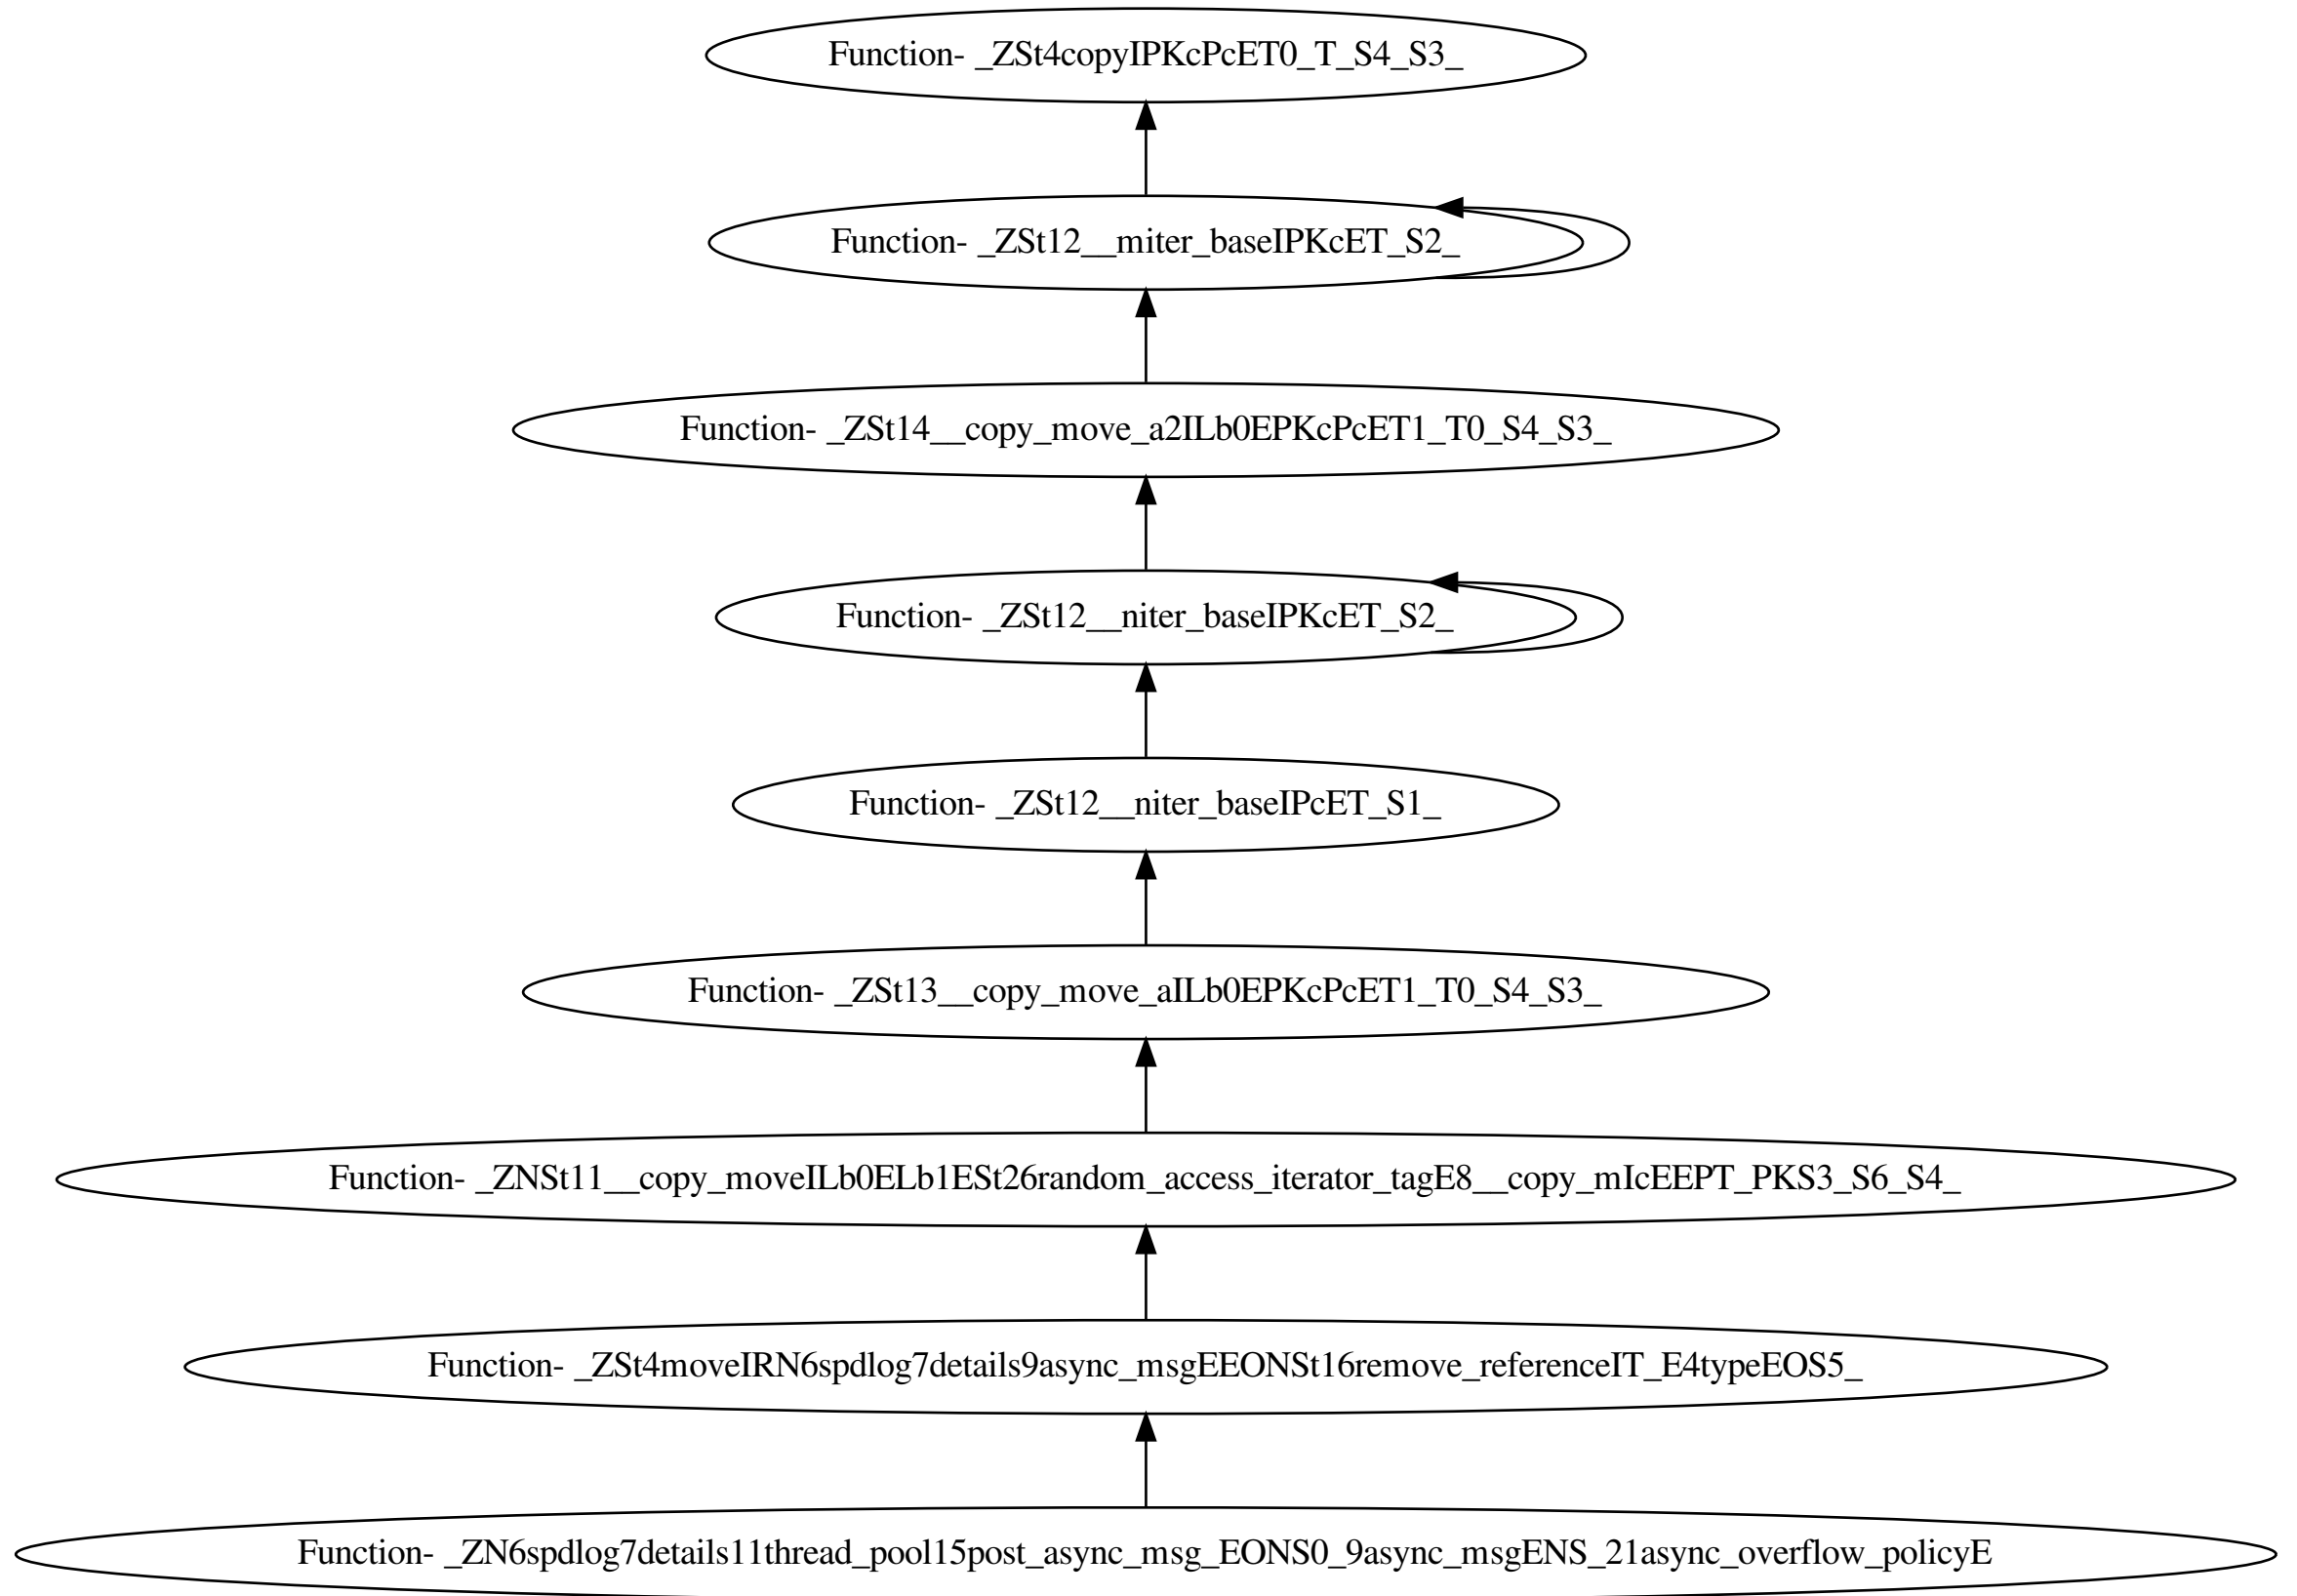 Function- _ZSt4copyIPKcPcET0_T_S4_S3_
Function- _ZSt12__miter_baseIPKcET_S2_
Function- _ZSt14__copy_move_a2ILb0EPKcPcET1_T0_S4_S3_
Function- _ZSt12__niter_baseIPKcET_S2_
Function- _ZSt12__niter_baseIPcET_S1_
Function- _ZSt13__copy_move_aILb0EPKcPcET1_T0_S4_S3_
Function- _ZNSt11__copy_moveILb0ELb1ESt26random_access_iterator_tagE8__copy_mIcEEPT_PKS3_S6_S4_
Function- _ZSt4moveIRN6spdlog7details9async_msgEEONSt16remove_referenceIT_E4typeEOS5_
Function- _ZN6spdlog7details11thread_pool15post_async_msg_EONS0_9async_msgENS_21async_overflow_policyE